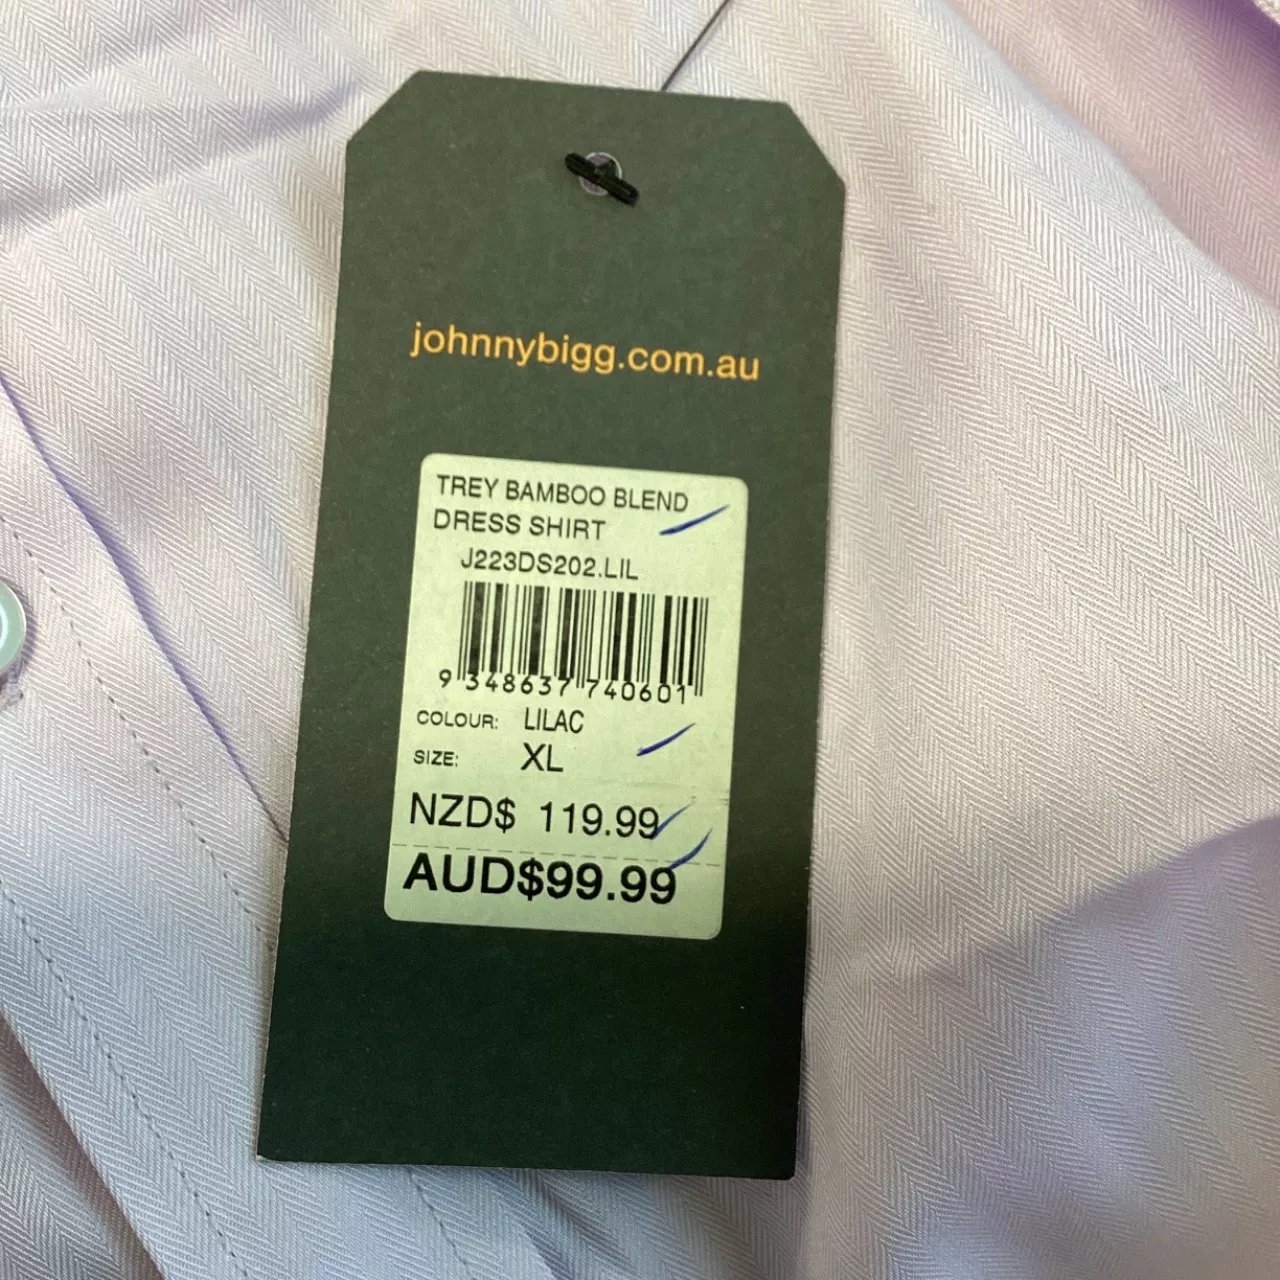 johnnybigg.com.au
TREY BAMBOO BLEND
DRESS SHIRT
J223DS202.LIL
9 348637 740601
COLOUR: LILAC
SIZE: XL
NZD$ 119.99
AUD$99.99